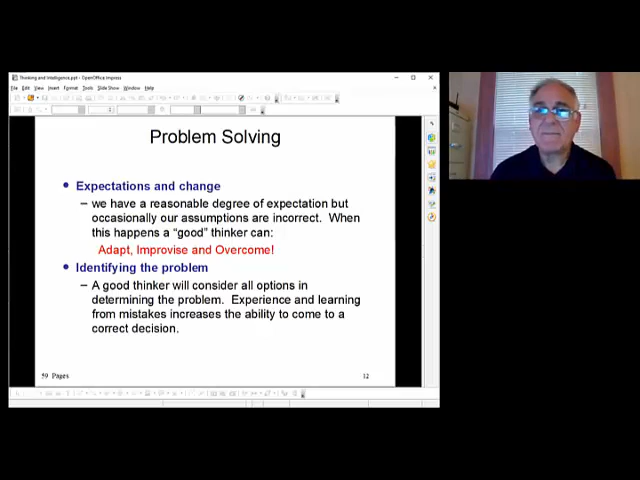 Thinking and Intelligence.ppt - OpenOffice Impress
File Edit View Insert Format Tools Slide Show Window Help
Problem Solving
• Expectations and change
– we have a reasonable degree of expectation but
occasionally our assumptions are incorrect. When
this happens a “good” thinker can:
Adapt, Improvise and Overcome!
• Identifying the problem
– A good thinker will consider all options in
determining the problem. Experience and learning
from mistakes increases the ability to come to a
correct decision.
59 Pages
12